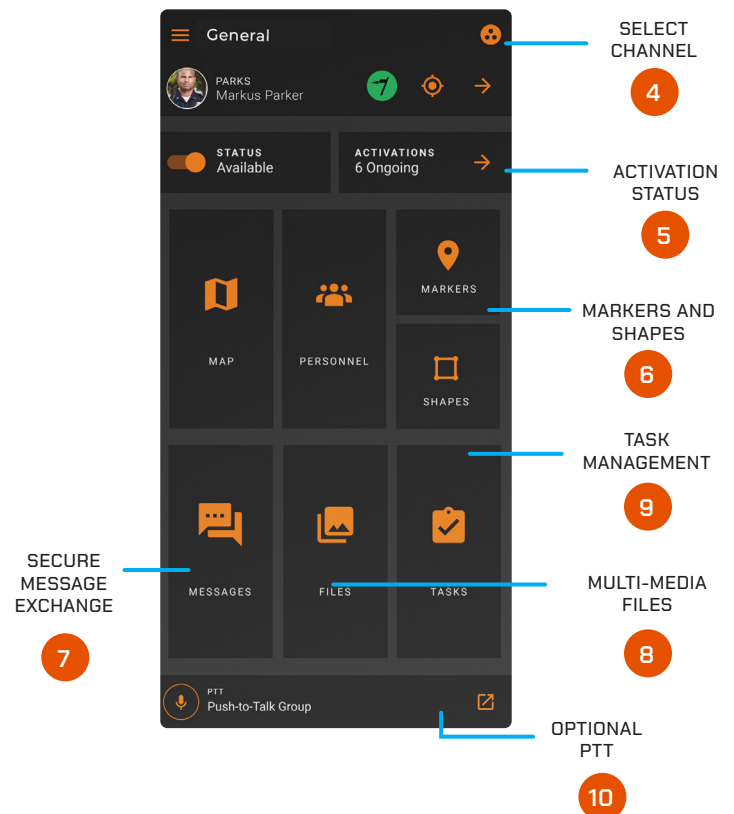 General
PARKS
Markus Parker
STATUS
Available
ACTIVATIONS
6 Ongoing
MAP
PERSONNEL
MARKERS
SHAPES
MESSAGES
FILES
TASKS
PTT
Push-to-Talk Group
SELECT
CHANNEL
4
ACTIVATION
STATUS
5
MARKERS AND
SHAPES
6
TASK
MANAGEMENT
9
SECURE
MESSAGE
EXCHANGE
7
MULTI-MEDIA
FILES
8
OPTIONAL
PTT
10